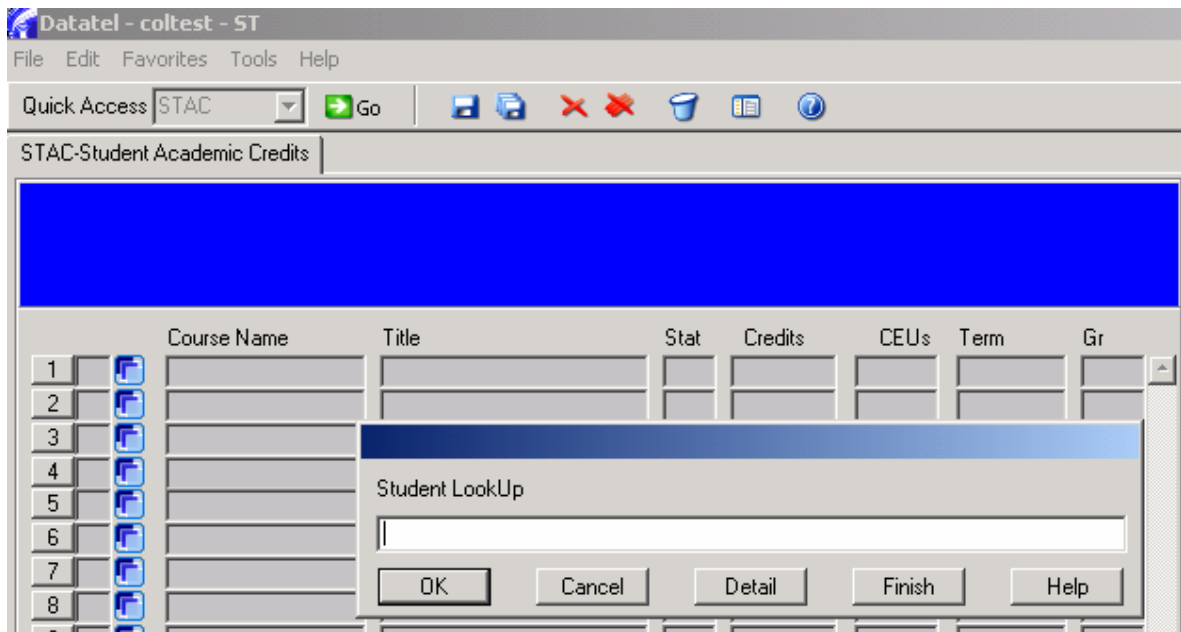 Datatel - coltest - ST
File Edit Favorites Tools Help
Quick Access STAC Go
STAC-Student Academic Credits
Course Name Title Stat Credits CEUs Term Gr
1
2
3
4
5
6
7
8
Student LookUp
OK Cancel Detail Finish Help